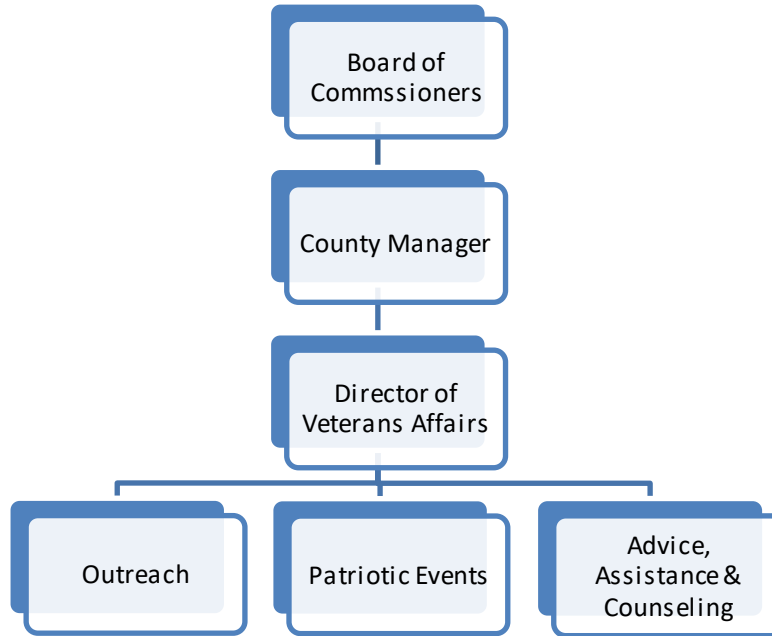 Board of
Commssioners
County Manager
Director of
Veterans Affairs
Outreach
Patriotic Events
Advice,
Assistance &
Counseling